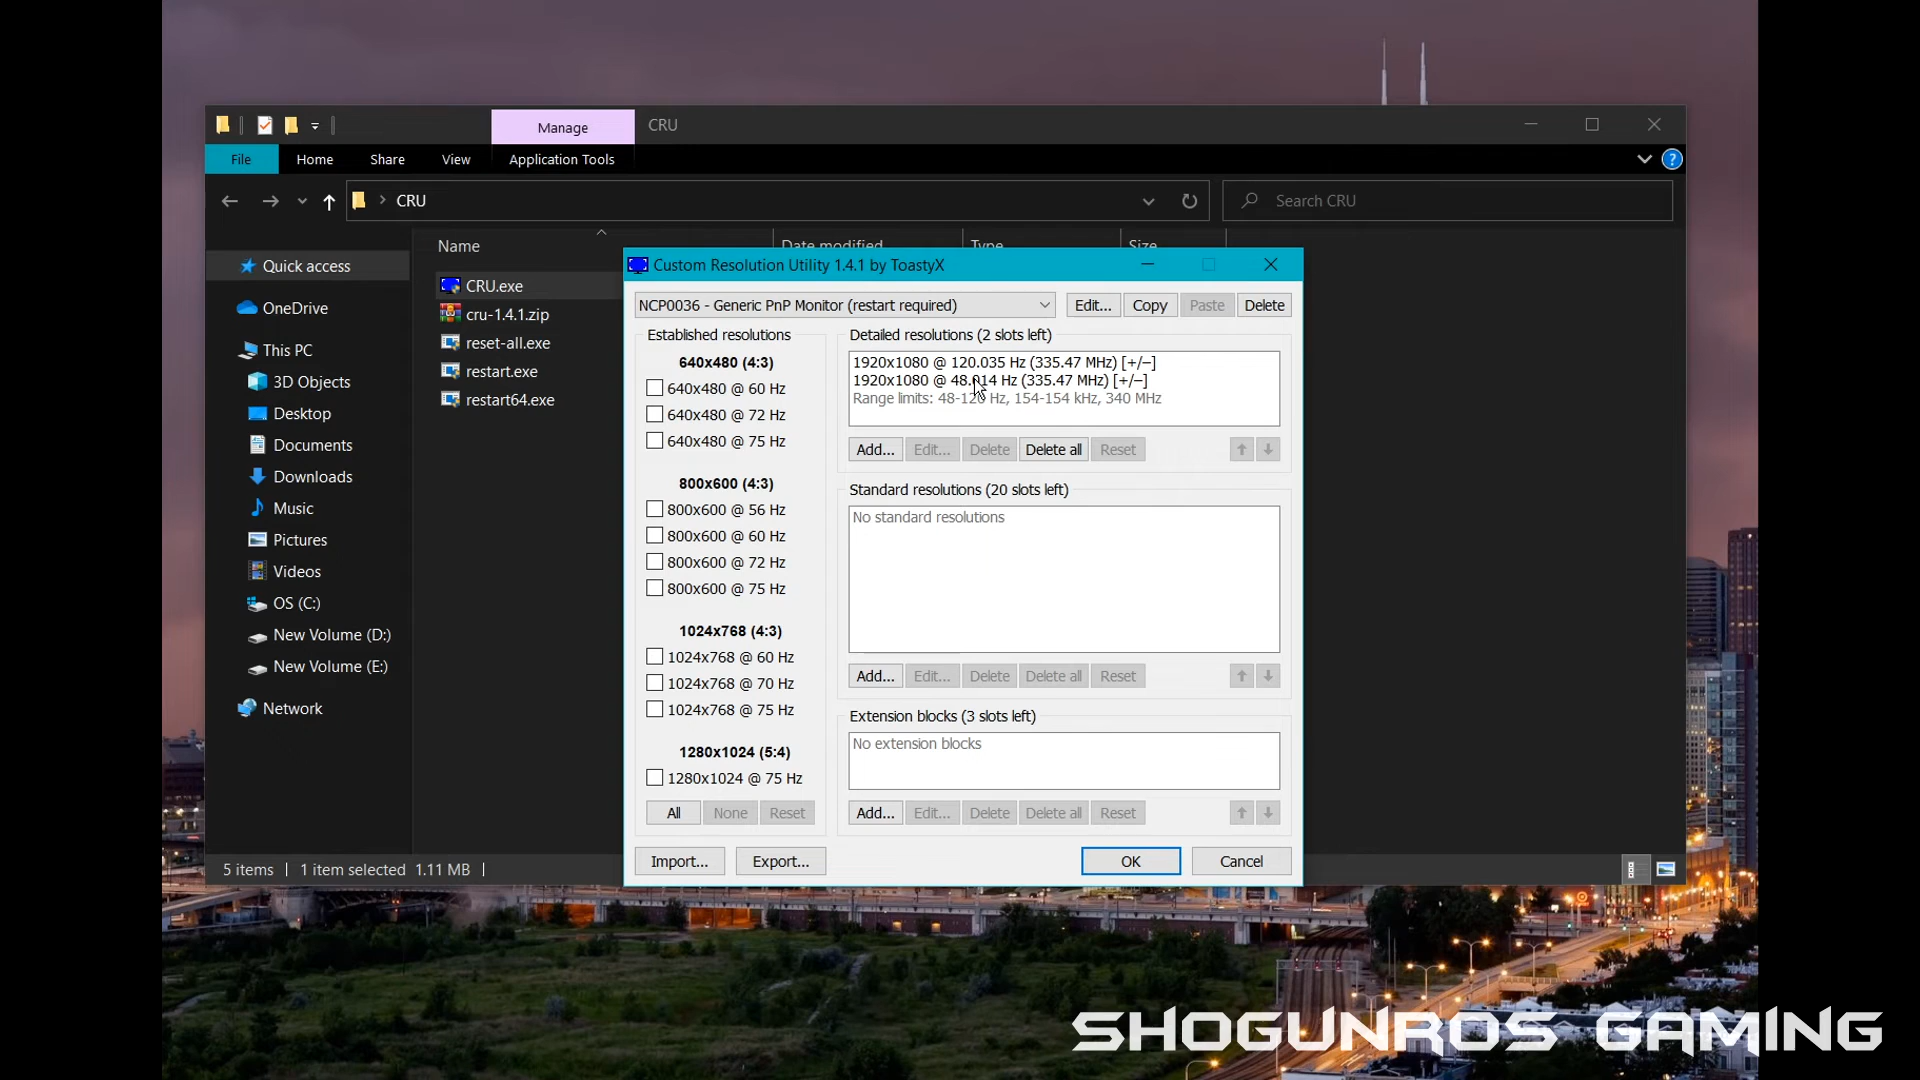 Manage
CRU
File
Home
Share
View
Application Tools
CRU
Search CRU
Quick access
OneDrive
This PC
3D Objects
Desktop
Documents
Downloads
Music
Pictures
Videos
OS (C:)
New Volume (D:)
New Volume (E:)
Network
Name
Date modified
Type
Size
CRU.exe
cru-1.4.1.zip
reset-all.exe
restart.exe
restart64.exe
5 items
1 item selected 1.11 MB
Custom Resolution Utility 1.4.1 by ToastyX
NCP0036 - Generic PnP Monitor (restart required)
Edit...
Copy
Paste
Delete
Established resolutions
640x480 (4:3)
640x480 @ 60 Hz
640x480 @ 72 Hz
640x480 @ 75 Hz
800x600 (4:3)
800x600 @ 56 Hz
800x600 @ 60 Hz
800x600 @ 72 Hz
800x600 @ 75 Hz
1024x768 (4:3)
1024x768 @ 60 Hz
1024x768 @ 70 Hz
1024x768 @ 75 Hz
1280x1024 (5:4)
1280x1024 @ 75 Hz
All
None
Reset
Detailed resolutions (2 slots left)
1920x1080 @ 120.035 Hz (335.47 MHz) [+/−]
1920x1080 @ 48.014 Hz (335.47 MHz) [+/−]
Range limits: 48-120 Hz, 154-154 kHz, 340 MHz
Add...
Edit...
Delete
Delete all
Reset
Standard resolutions (20 slots left)
No standard resolutions
Add...
Edit...
Delete
Delete all
Reset
Extension blocks (3 slots left)
No extension blocks
Add...
Edit...
Delete
Delete all
Reset
Import...
Export...
OK
Cancel
SHOGUNROS GAMING